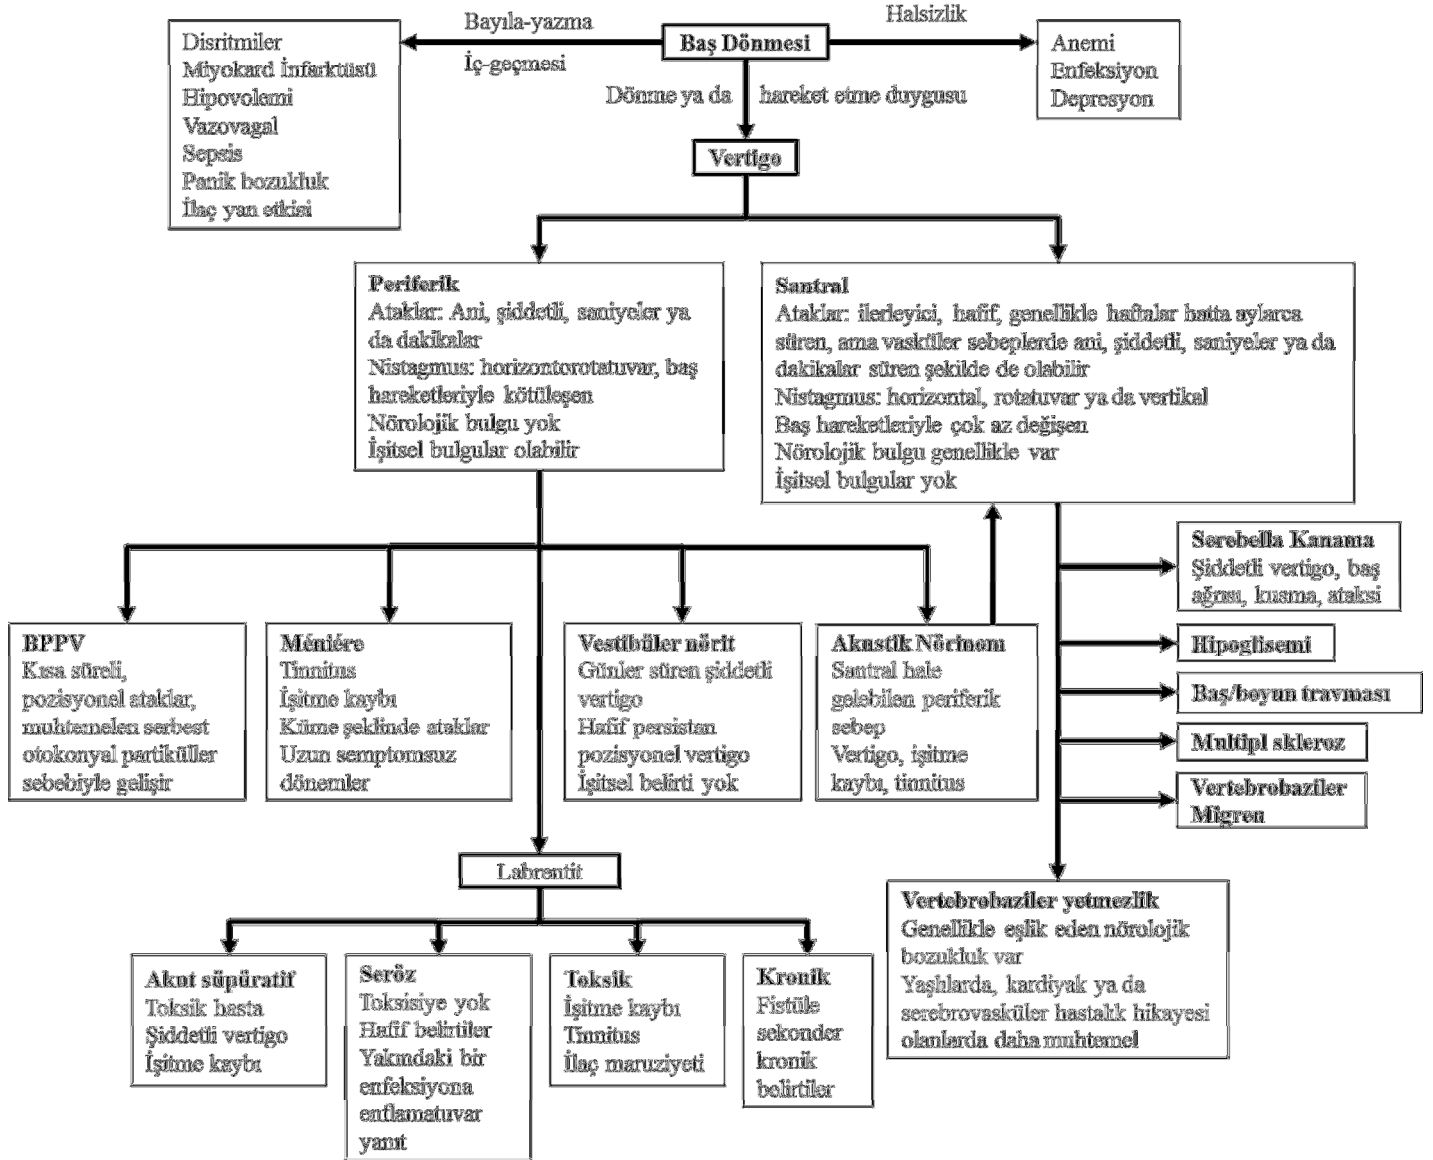 Bayıla-yazma
İç-geçmesi
Baş Dönmesi
Halsizlik
Disritmiler
Miyokard İnfarktüsü
Hipovolemi
Vazovagal
Sepsis
Panik bozukluk
İlaç yan etkisi
Anemi
Enfeksiyon
Depresyon
Dönme ya da hareket etme duygusu
Vertigo
Periferik
Ataklar: Ani, şiddetli, saniyeler ya
da dakikalar
Nistagmus: horizontorotatuvar, baş
hareketleriyle kötüleşen
Nörolojik bulgu yok
İşitsel bulgular olabilir
Santral
Ataklar: ilerleyici, hafif, genellikle haftalar hatta aylarca
süren, ama vasküler sebeplerde ani, şiddetli, saniyeler ya da
dakikalar süren şekilde de olabilir
Nistagmus: horizontal, rotatuvar ya da vertikal
Baş hareketleriyle çok az değişen
Nörolojik bulgu genellikle var
İşitsel bulgular yok
Serebella Kanama
Şiddetli vertigo, baş
ağrısı, kusma, ataksi
Hipoglisemi
Baş/boyun travması
Multipl skleroz
Vertebrobaziler
Migren
BPPV
Kısa süreli,
pozisyonel ataklar,
muhtemelen serbest
otokonyal partiküller
sebebiyle gelişir
Méniére
Tinnitus
İşitme kaybı
Küme şeklinde ataklar
Uzun semptomsuz
dönemler
Vestibüler nörit
Günler süren şiddetli
vertigo
Hafif persistan
pozisyonel vertigo
İşitsel belirti yok
Akustik Nörinom
Santral hale
gelebilen periferik
sebep
Vertigo, işitme
kaybı, tinnitus
Labrentit
Vertebrobaziler yetmezlik
Genellikle eşlik eden nörolojik
bozukluk var
Yaşlılarda, kardiyak ya da
serebrovasküler hastalık hikayesi
olanlarda daha muhtemel
Akut süpüratif
Toksik hasta
Şiddetli vertigo
İşitme kaybı
Seröz
Toksisiye yok
Hafif belirtiler
Yakındaki bir
enfeksiyona
enflamatuvar
yanıt
Toksik
İşitme kaybı
Tinnitus
İlaç maruziyeti
Kronik
Fistüle
sekonder
kronik
belirtiler